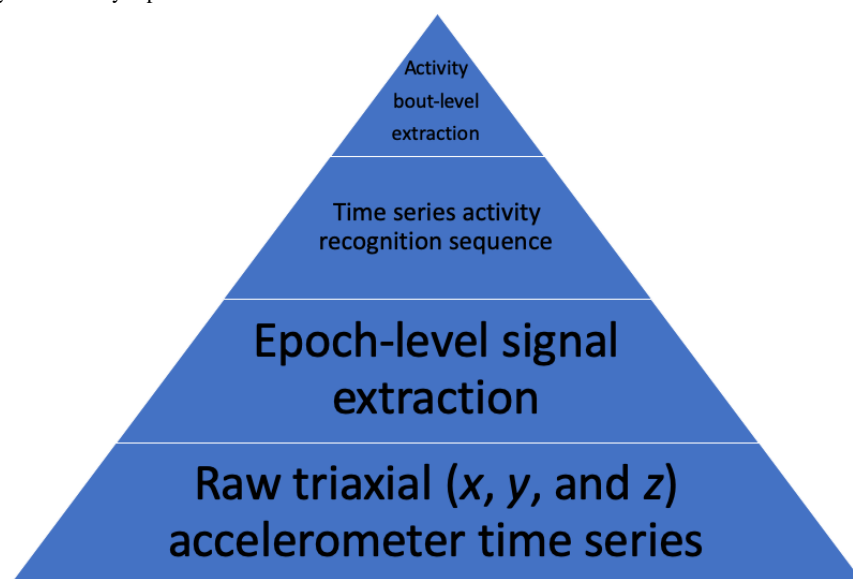 Activity
bout-level
extraction
Time series activity
recognition sequence
Epoch-level signal
extraction
Raw triaxial (x, y, and z)
accelerometer time series